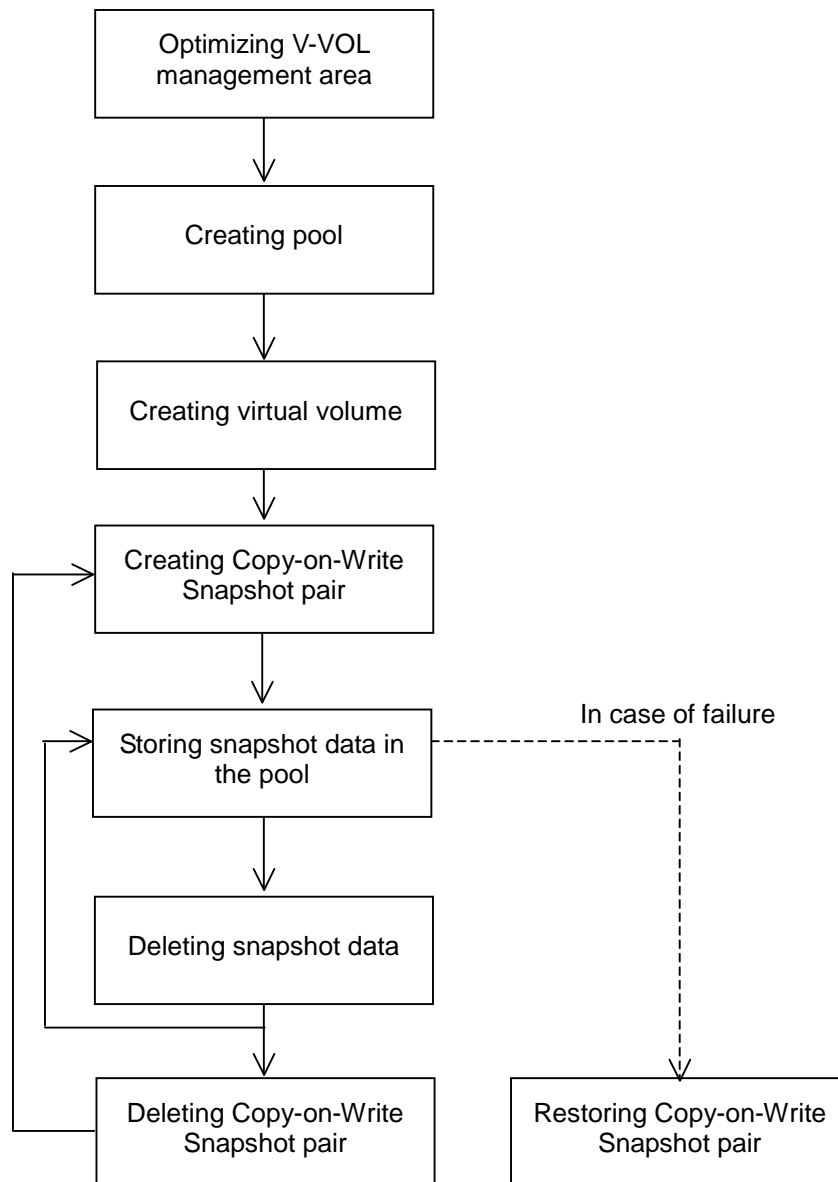 Optimizing V-VOL
management area
Creating pool
Creating virtual volume
Creating Copy-on-Write
Snapshot pair
In case of failure
Storing snapshot data in
the pool
Deleting snapshot data
Deleting Copy-on-Write
Snapshot pair
Restoring Copy-on-Write
Snapshot pair